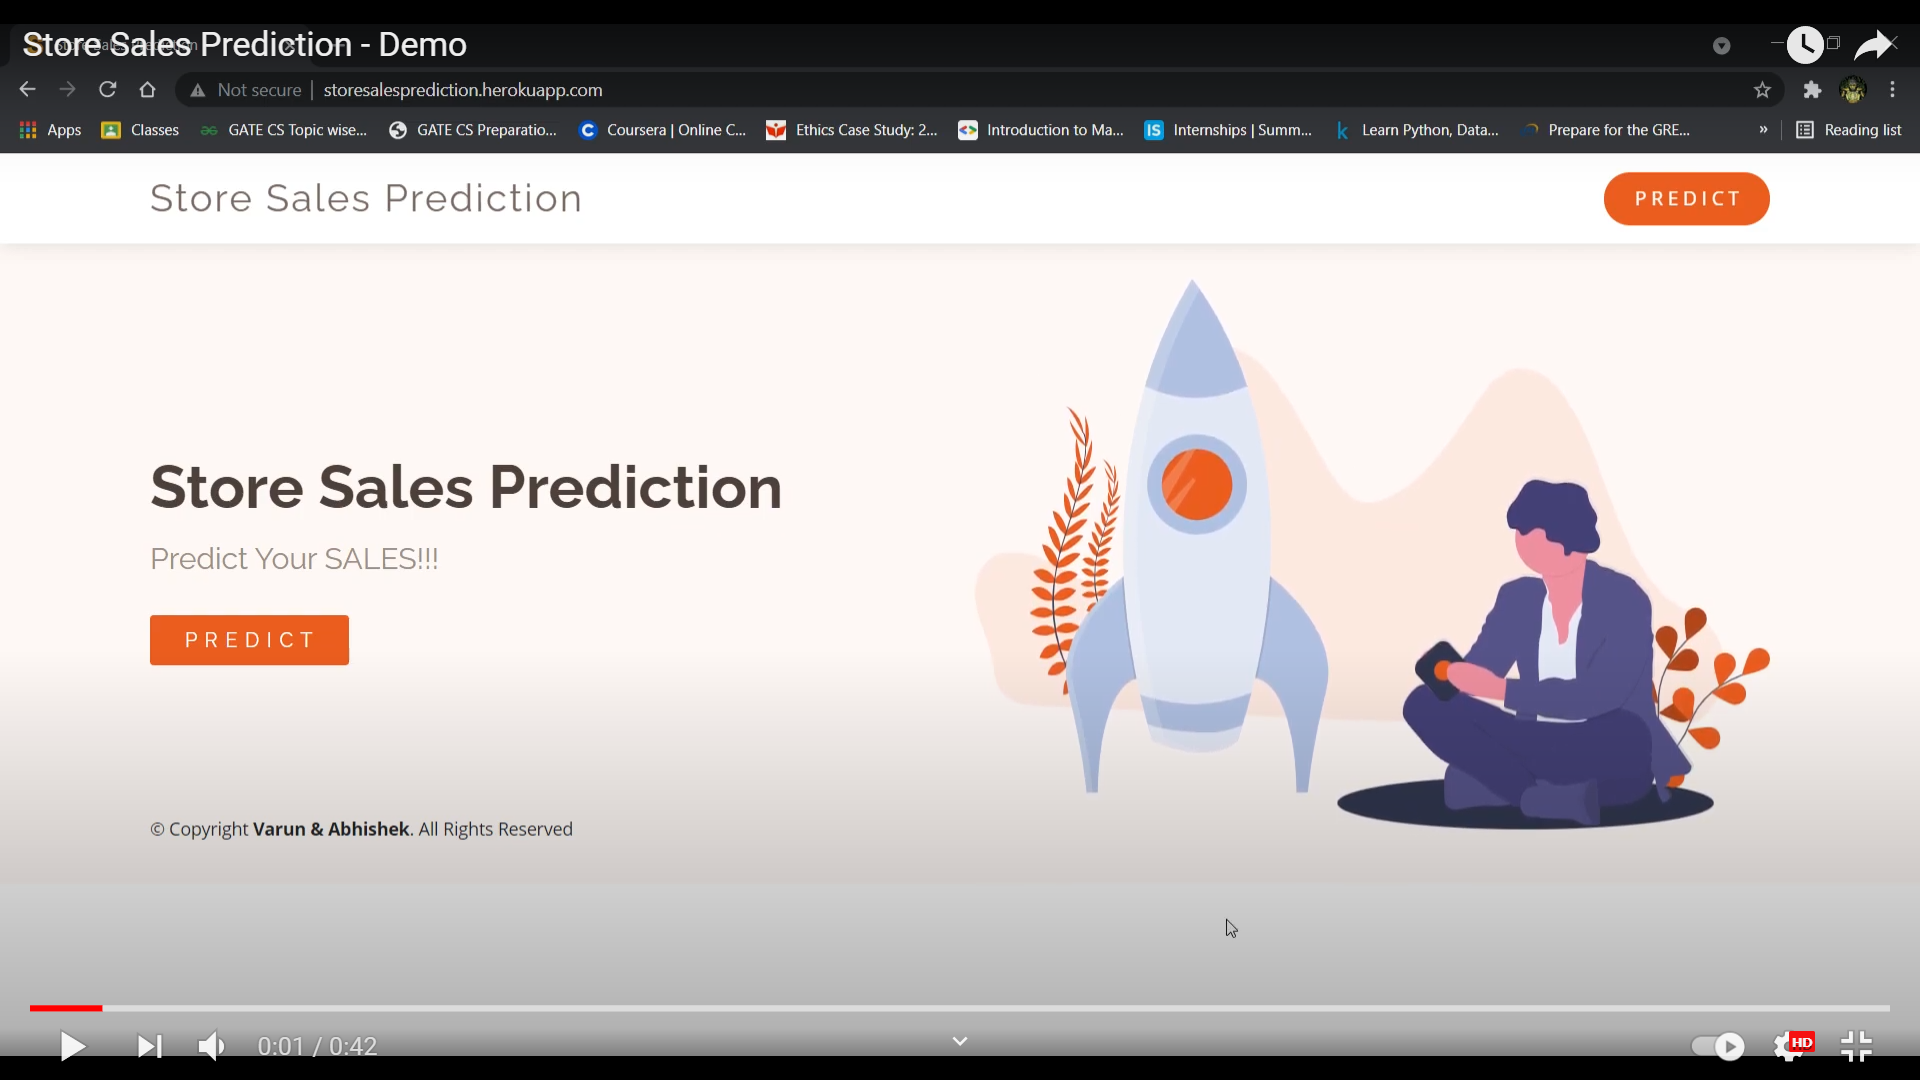 Store Sales Prediction - Demo
Not secure storesalesprediction.herokuapp.com
Apps Classes GATE CS Topic wise... GATE CS Preparatio... Coursera | Online C... Ethics Case Study: 2... Introduction to Ma... IS Internships | Summ... k Learn Python, Data... Prepare for the GRE... » Reading list
Store Sales Prediction PREDICT
Store Sales Prediction
Predict Your SALES!!!
PREDICT
© Copyright Varun & Abhishek. All Rights Reserved
0:01 / 0:42 HD